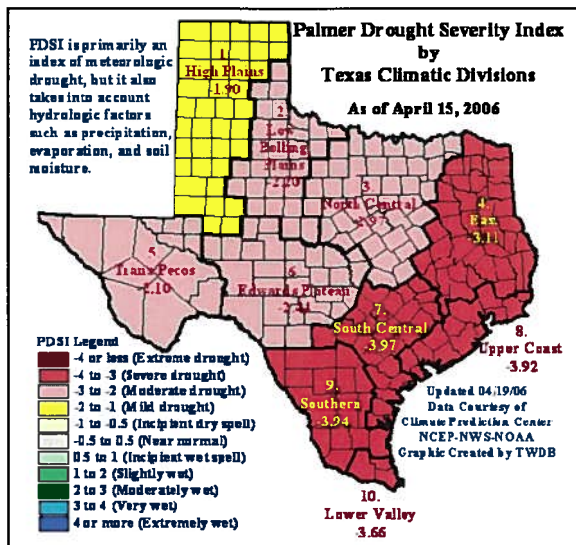 Palmer Drought Severity Index
by
Texas Climatic Divisions
As of April 15, 2006
PDSI is primarily an
index of meteorologic
drought, but it also
takes into account
hydrologic factors
such as precipitation,
evaporation, and soil
moisture.
1.
High Plains
-1.90
2.
Low
Rolling
Plains
-2.20
3.
North Central
4.
East
-3.11
5.
Trans Pecos
-2.10
6.
Edwards Plateau
7.
South Central
-3.97
8.
Upper Coast
-3.92
9.
Southern
-3.94
10.
Lower Valley
-3.66
PDSI Legend
-4 or less (Extreme drought)
-4 to -3 (Severe drought)
-3 to -2 (Moderate drought)
-2 to -1 (Mild drought)
-1 to -0.5 (Incipient dry spell)
-0.5 to 0.5 (Near normal)
0.5 to 1 (Incipient wet spell)
1 to 2 (Slightly wet)
2 to 3 (Moderately wet)
3 to 4 (Very wet)
4 or more (Extremely wet)
Updated 04/19/06
Data Courtesy of
Climate Prediction Center
NCEP-NWS-NOAA
Graphic Created by TWDB